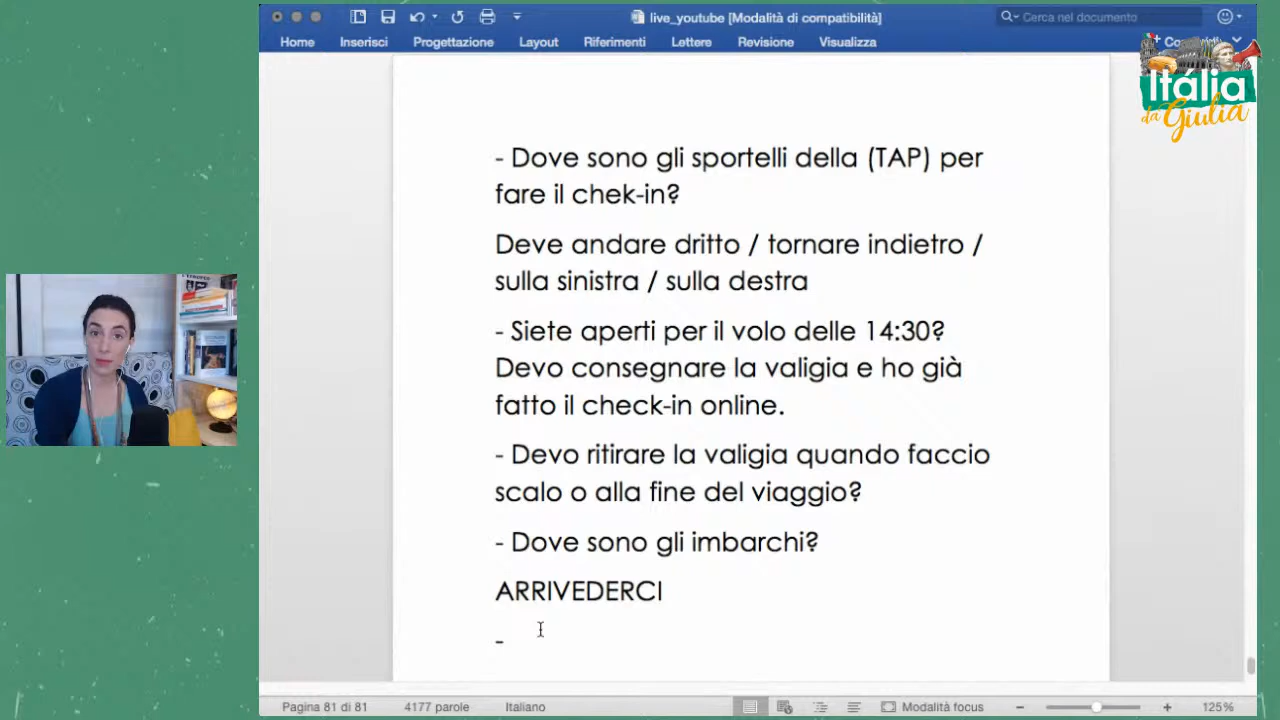 live_youtube [Modalità di compatibilità]
Cerca nel documento
Home Inserisci Progettazione Layout Riferimenti Lettere Revisione Visualizza
Itália
da Giulia
- Dove sono gli sportelli della (TAP) per
fare il chek-in?
Deve andare dritto / tornare indietro /
sulla sinistra / sulla destra
- Siete aperti per il volo delle 14:30?
Devo consegnare la valigia e ho già
fatto il check-in online.
- Devo ritirare la valigia quando faccio
scalo o alla fine del viaggio?
- Dove sono gli imbarchi?
ARRIVEDERCI
-
Pagina 81 di 81 4177 parole Italiano Modalità focus 125%